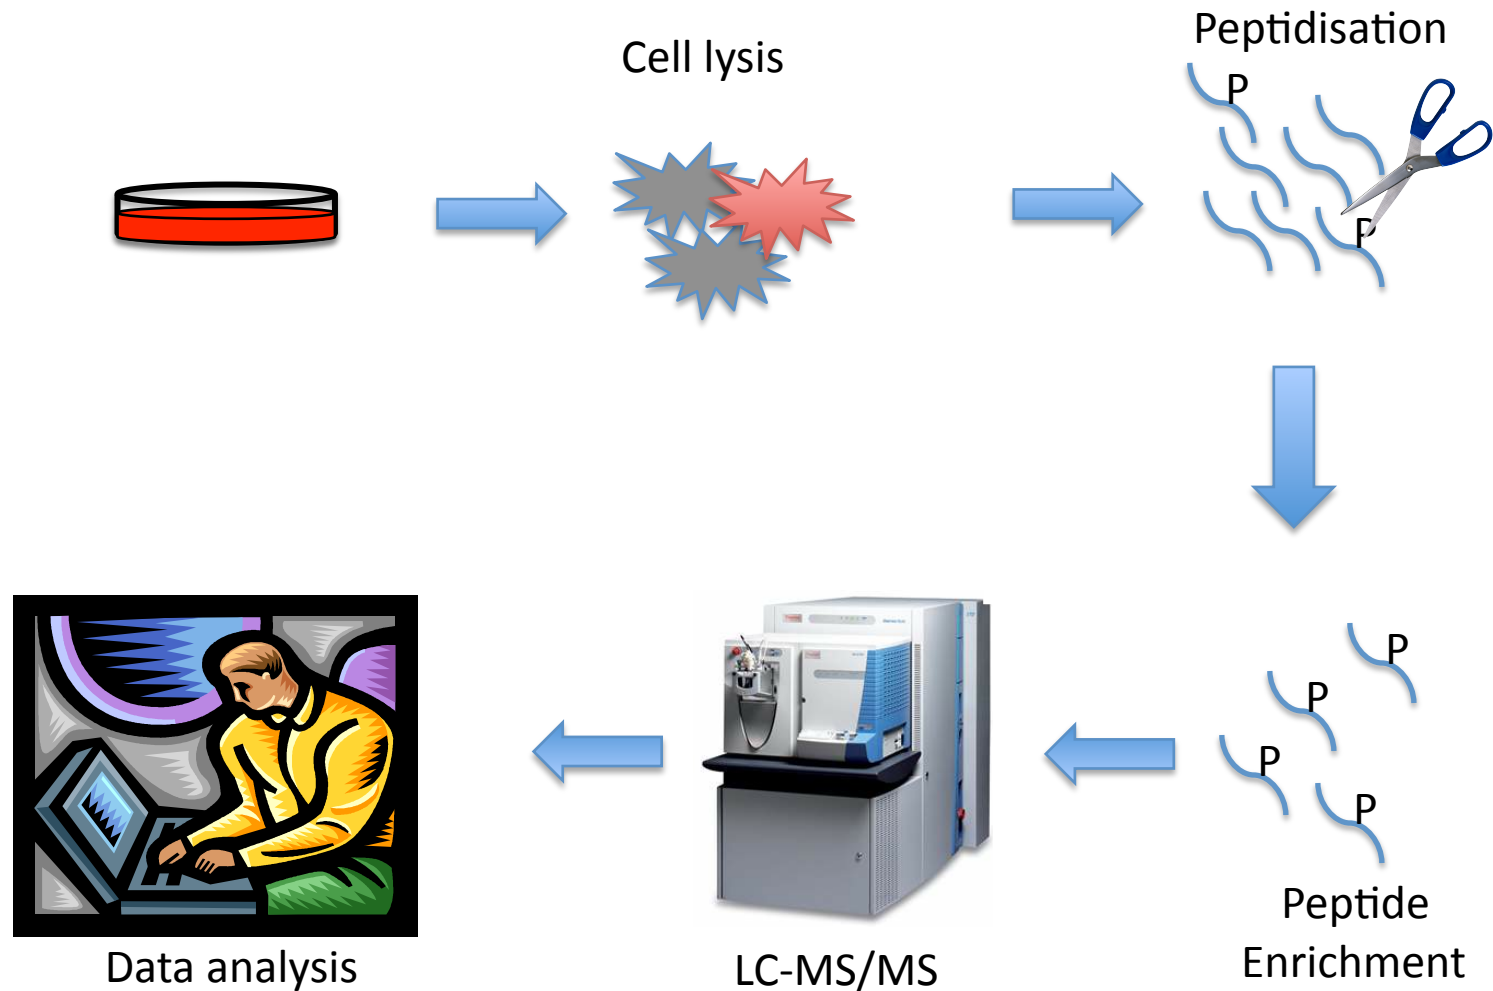 Cell lysis
Peptidisation
P
P
P
P
P
P
Peptide
Enrichment
LC-MS/MS
Data analysis